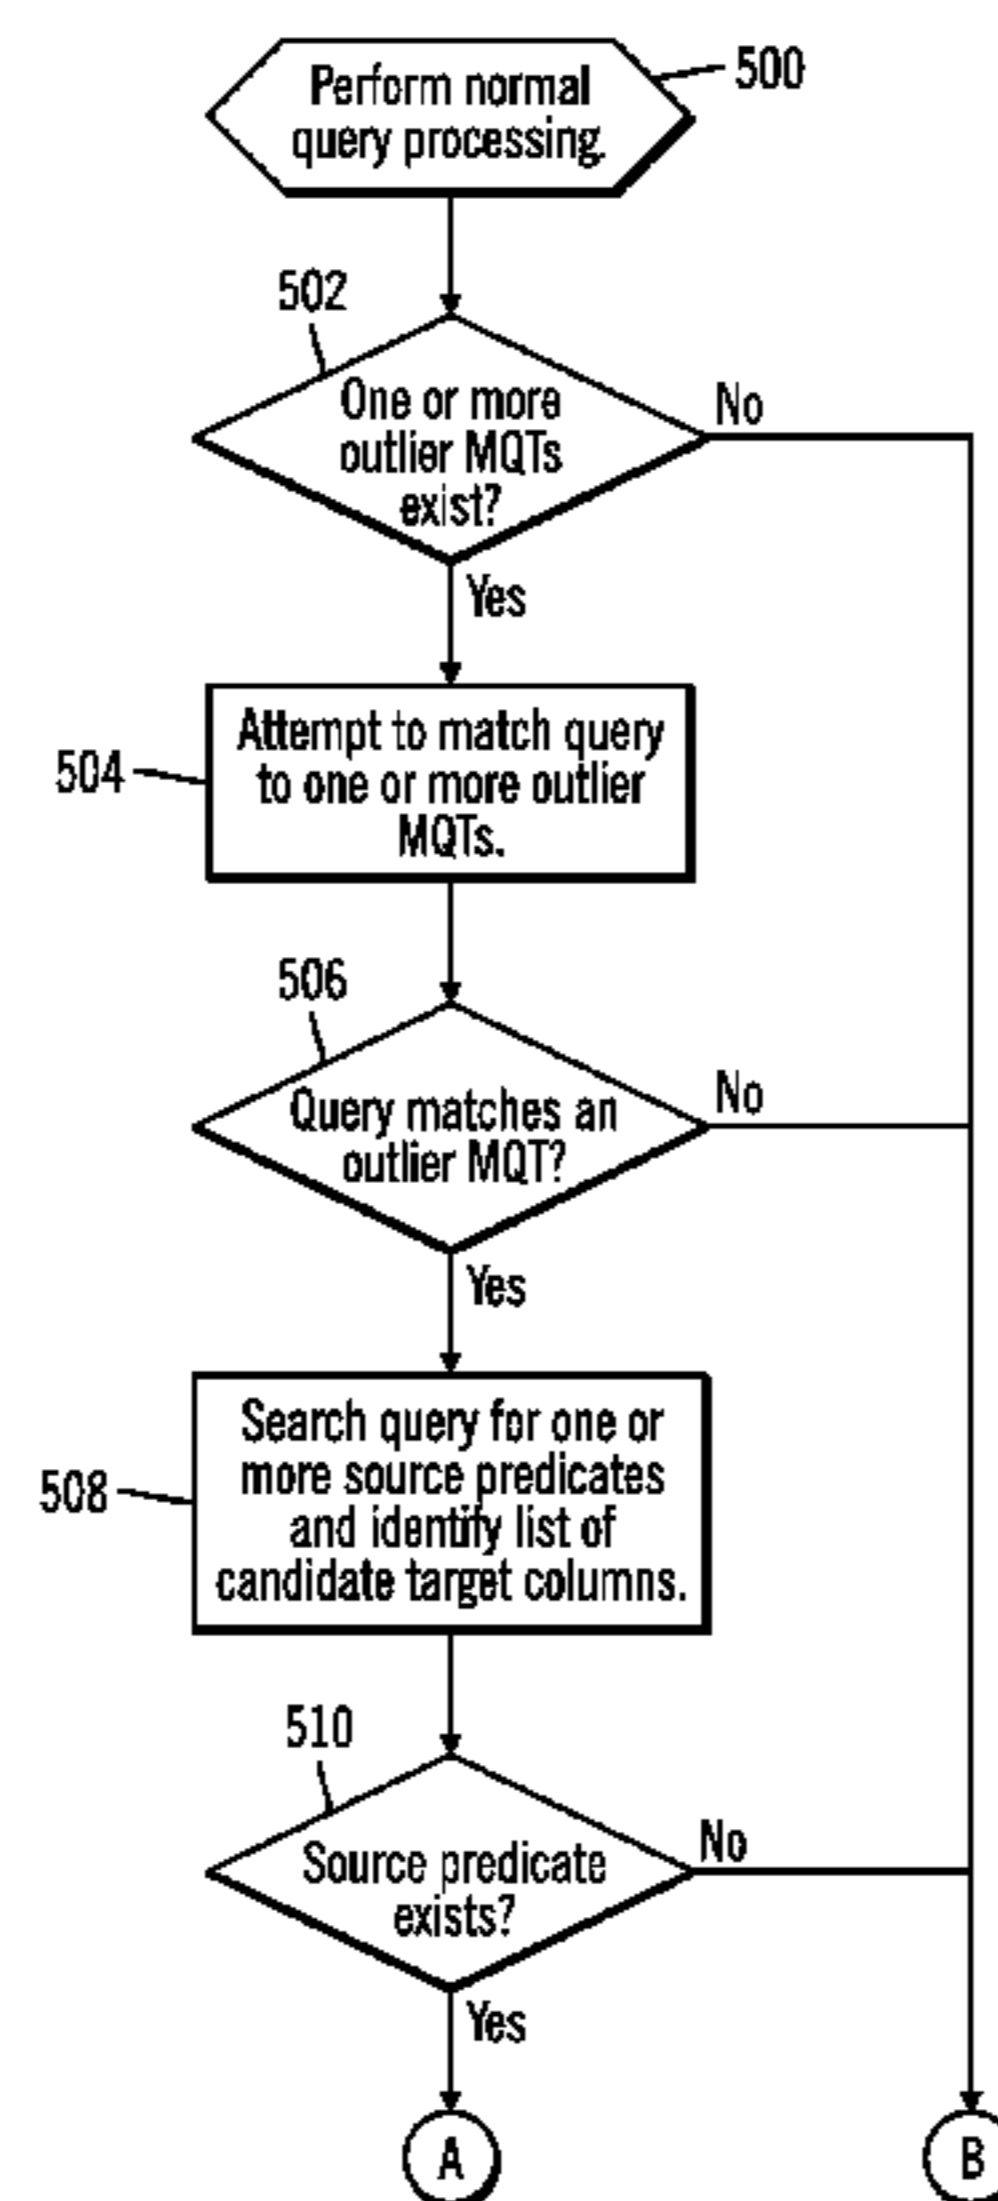 Perform normal
query processing.
500
502
One or more
outlier MQTs
exist?
No
Yes
504
Attempt to match query
to one or more outlier
MQTs.
506
Query matches an
outlier MQT?
No
Yes
508
Search query for one or
more source predicates
and identify list of
candidate target columns.
510
Source predicate
exists?
No
Yes
A
B